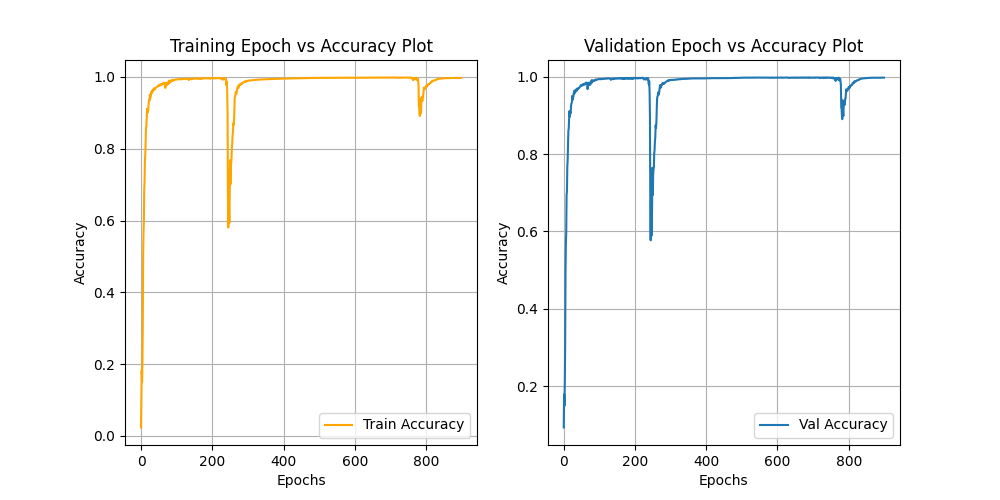 Training Epoch vs Accuracy Plot
Accuracy
1.0
0.8
0.6
0.4
0.2
0.0
0 200 400 600 800
Epochs
Train Accuracy
Validation Epoch vs Accuracy Plot
Accuracy
1.0
0.8
0.6
0.4
0.2
0 200 400 600 800
Epochs
Val Accuracy